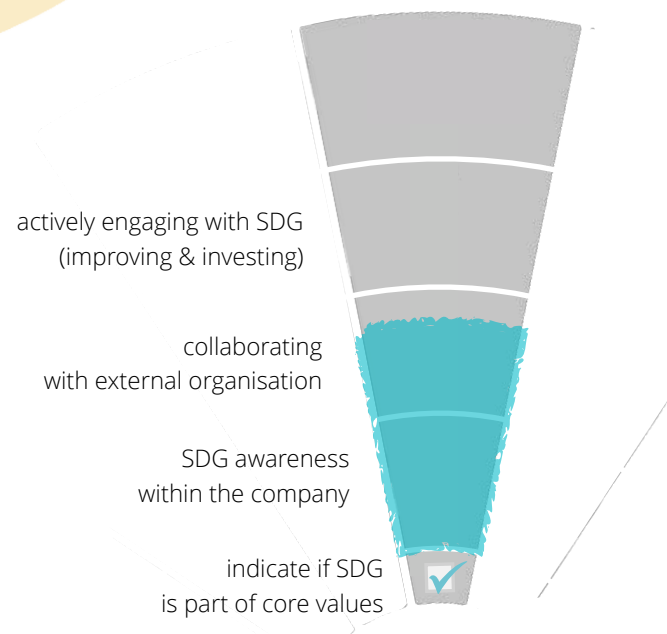 actively engaging with SDG
(improving & investing)
collaborating
with external organisation
SDG awareness
within the company
indicate if SDG
is part of core values